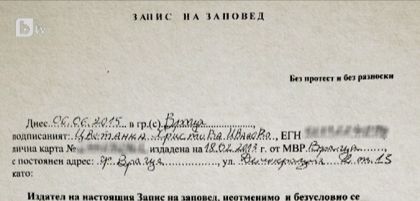 btv
ЗАПИС НА ЗАПОВЕД
Без протест и без разноски
Днес 06.06.2015 в гр.(с) Враца
подписаният: Цветанка Христова Иванова, ЕГН
лична карта № издадена на 18.02.2013 г. от МВР Враца,
с постоянен адрес: гр. Враца, ул.
като:
Издател на настоящия Запис на заповед, неотменимо и безусловно се